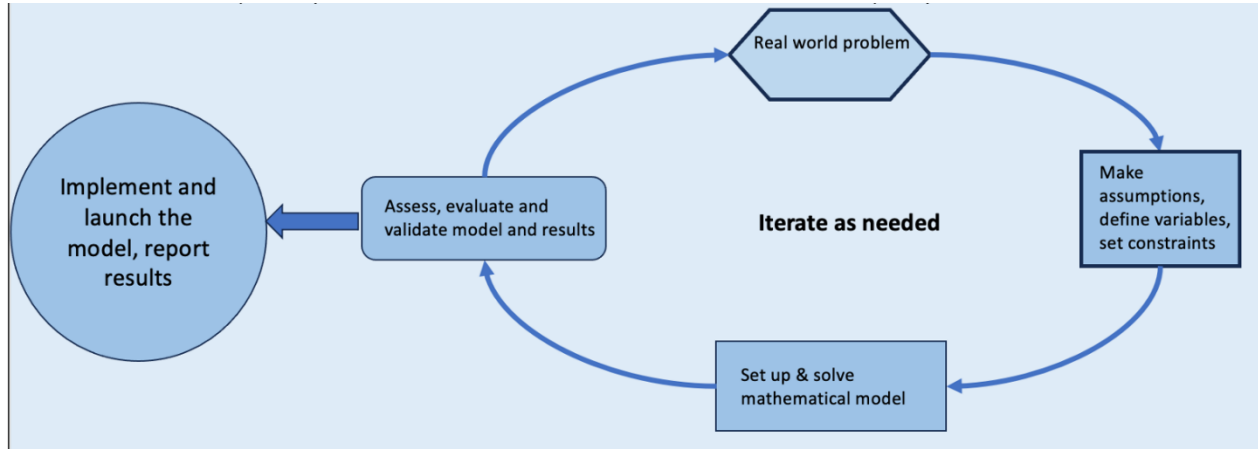 Real world problem
Make
assumptions,
define variables,
set constraints
Implement and
launch the
model, report
results
Assess, evaluate and
validate model and results
Iterate as needed
Set up & solve
mathematical model